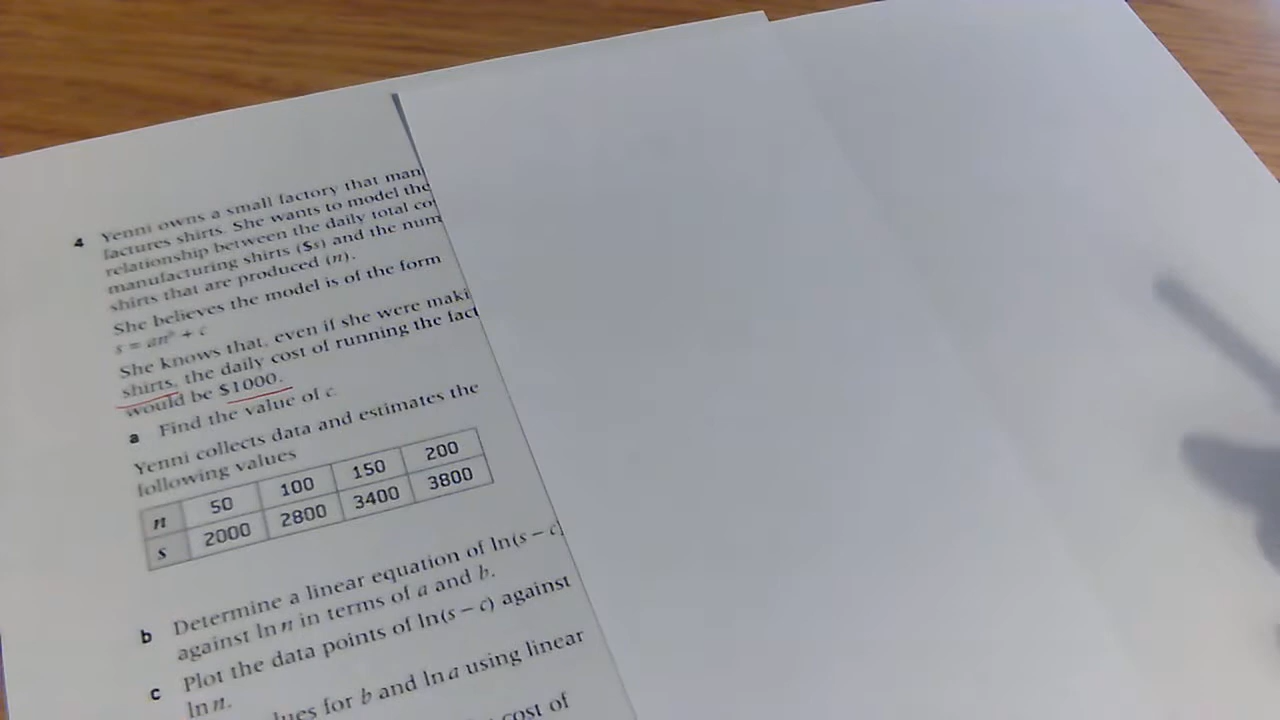 4 Yenni owns a small factory that man
factures shirts. She wants to model the
relationship between the daily total co
manufacturing shirts ($s) and the num
shirts that are produced (n).
She believes the model is of the form
s = an^b + c
She knows that, even if she were maki
shirts, the daily cost of running the fact
would be $1000.
a Find the value of c.
Yenni collects data and estimates the
following values
n 50 100 150 200
s 2000 2800 3400 3800
b Determine a linear equation of ln(s − c)
against ln n in terms of a and b.
c Plot the data points of ln(s − c) against
ln n.
for b and ln a using linear
cost of